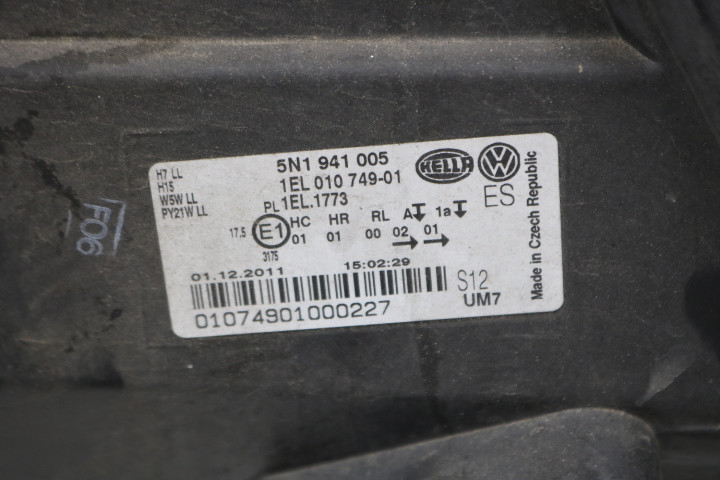 5N1 941 005
1EL 010 749-01
PL 1EL.1773
H7 LL
H15
W5W LL
PY21W LL
HELLA
VW
ES
Made in Czech Republic
17,5 E1 HC HR RL A 1a
01 01 00 02 01
3175
01.12.2011 15:02:29
01074901000227
S12
UM7
F06